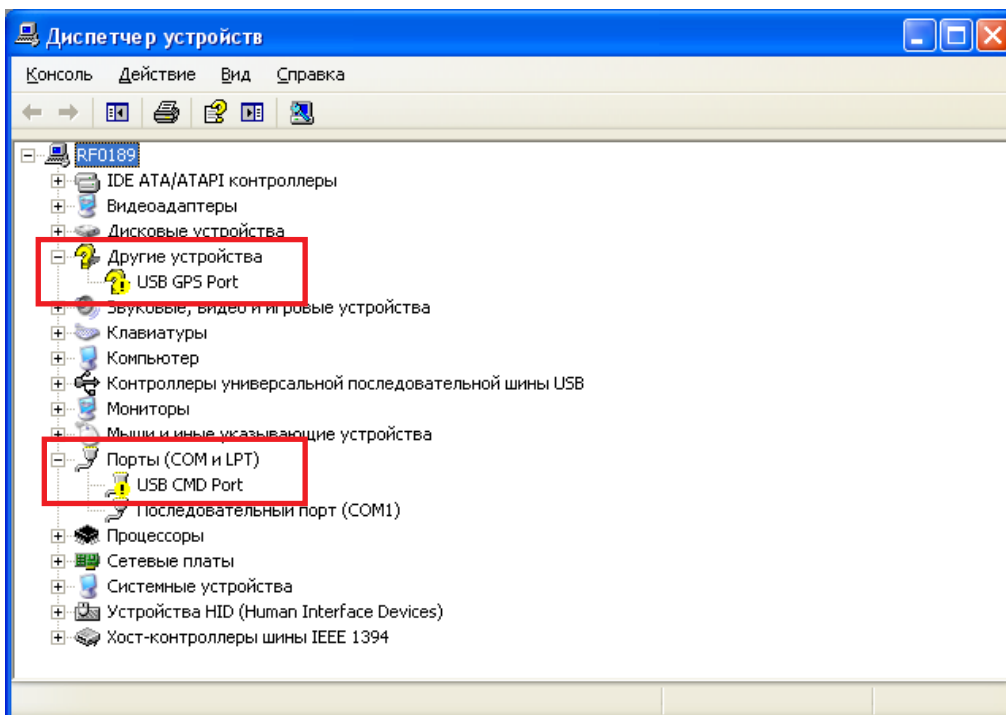 Диспетчер устройств
Консоль Действие Вид Справка
RF0189
IDE ATA/ATAPI контроллеры
Видеоадаптеры
Дисковые устройства
Другие устройства
USB GPS Port
Звуковые, видео и игровые устройства
Клавиатуры
Компьютер
Контроллеры универсальной последовательной шины USB
Мониторы
Мыши и иные указывающие устройства
Порты (COM и LPT)
USB CMD Port
Последовательный порт (COM1)
Процессоры
Сетевые платы
Системные устройства
Устройства HID (Human Interface Devices)
Хост-контроллеры шины IEEE 1394